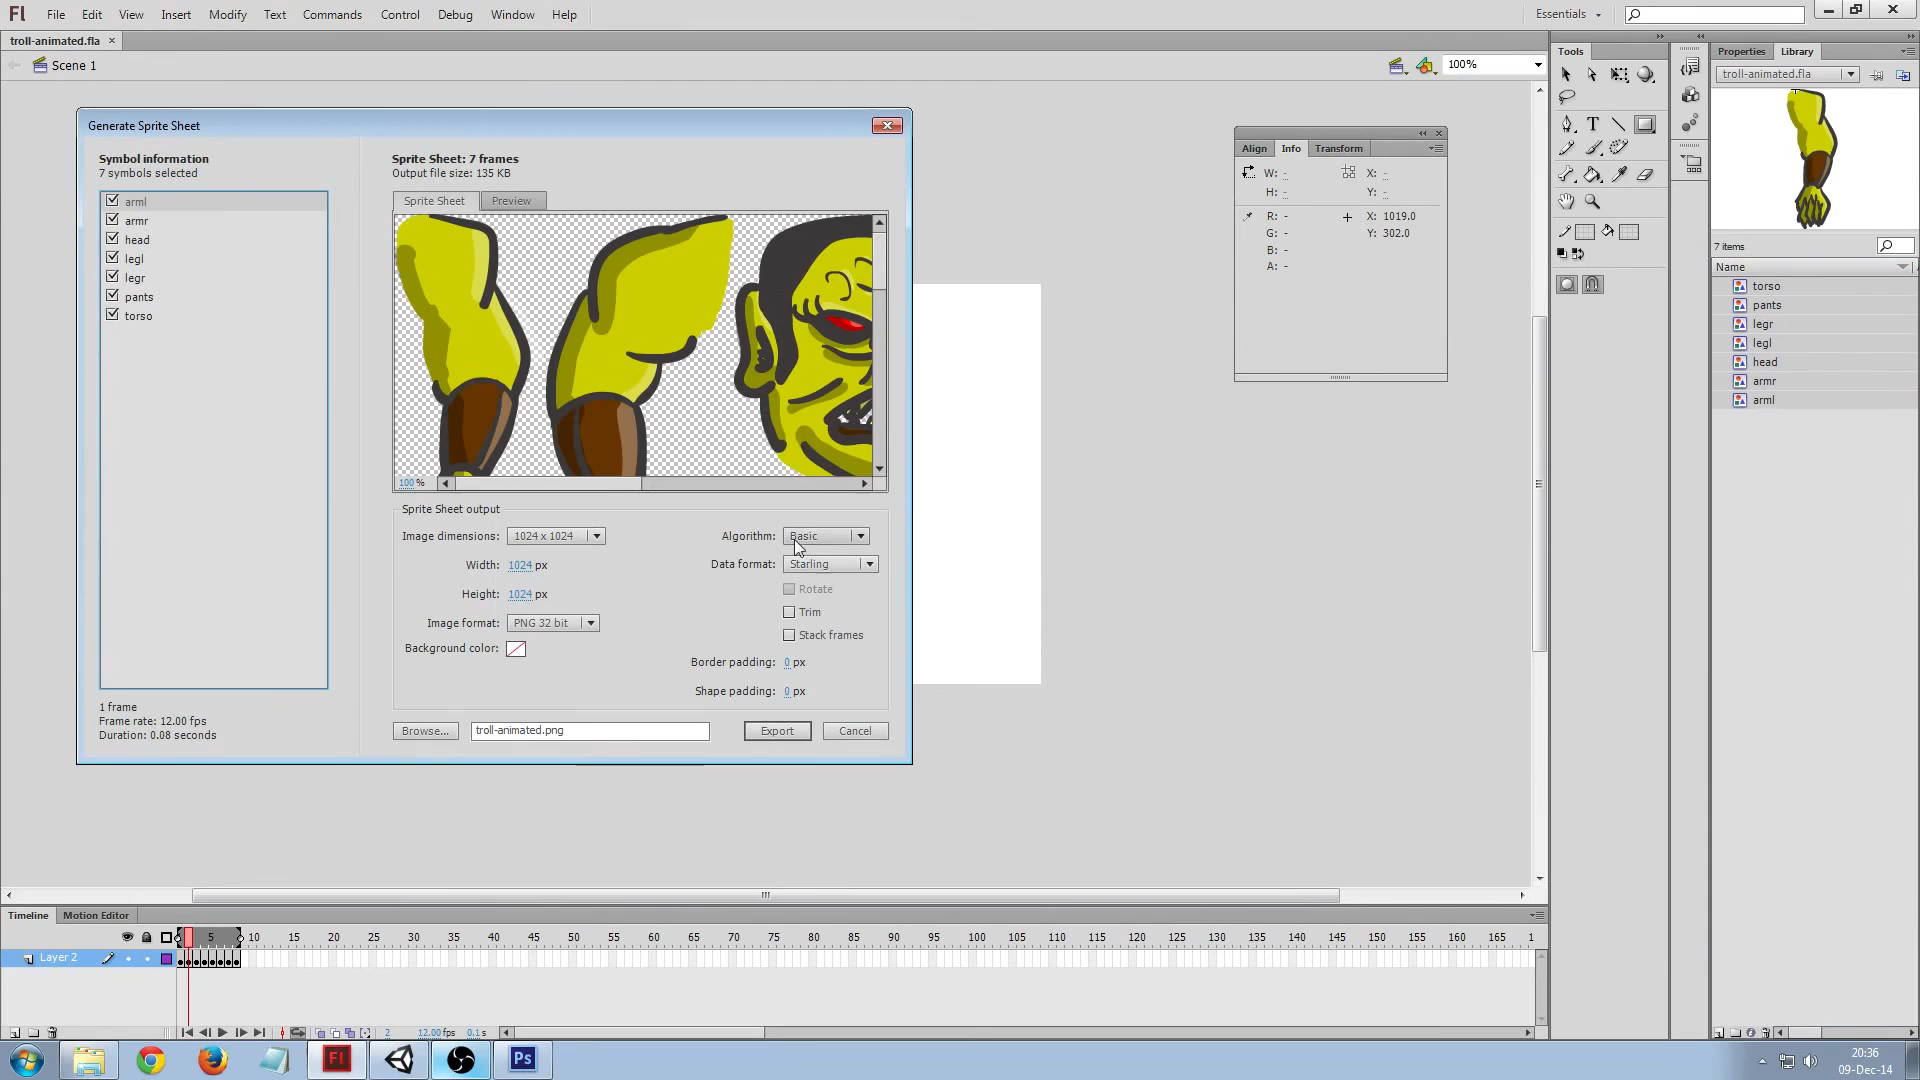 Fl File Edit View Insert Modify Text Commands Control Debug Window Help Essentials
troll-animated.fla
Scene 1
100%
Generate Sprite Sheet
Symbol information
7 symbols selected
arml
armr
head
legl
legr
pants
torso
1 frame
Frame rate: 12.00 fps
Duration: 0.08 seconds
Sprite Sheet: 7 frames
Output file size: 135 KB
Sprite Sheet Preview
100 %
Sprite Sheet output
Image dimensions: 1024 x 1024
Width: 1024 px
Height: 1024 px
Image format: PNG 32 bit
Background color:
Algorithm: Basic
Data format: Starling
Rotate
Trim
Stack frames
Border padding: 0 px
Shape padding: 0 px
Browse... troll-animated.png Export Cancel
Align Info Transform
W: - X: -
H: - Y: -
R: - X: 1019.0
G: - Y: 302.0
B: -
A: -
Tools
Properties Library
troll-animated.fla
7 items
Name
torso
pants
legr
legl
head
armr
arml
Timeline Motion Editor
5 10 15 20 25 30 35 40 45 50 55 60 65 70 75 80 85 90 95 100 105 110 115 120 125 130 135 140 145 150 155 160 165 1
Layer 2
2 12.00 fps 0.1 s
Fl Ps
20:36
09-Dec-14